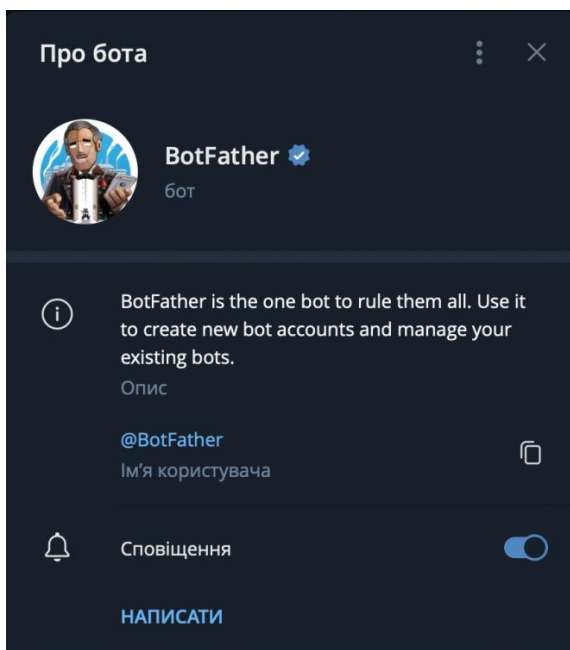 Про бота
BotFather
бот
BotFather is the one bot to rule them all. Use it
to create new bot accounts and manage your
existing bots.
Опис
@BotFather
Ім’я користувача
Сповіщення
НАПИСАТИ